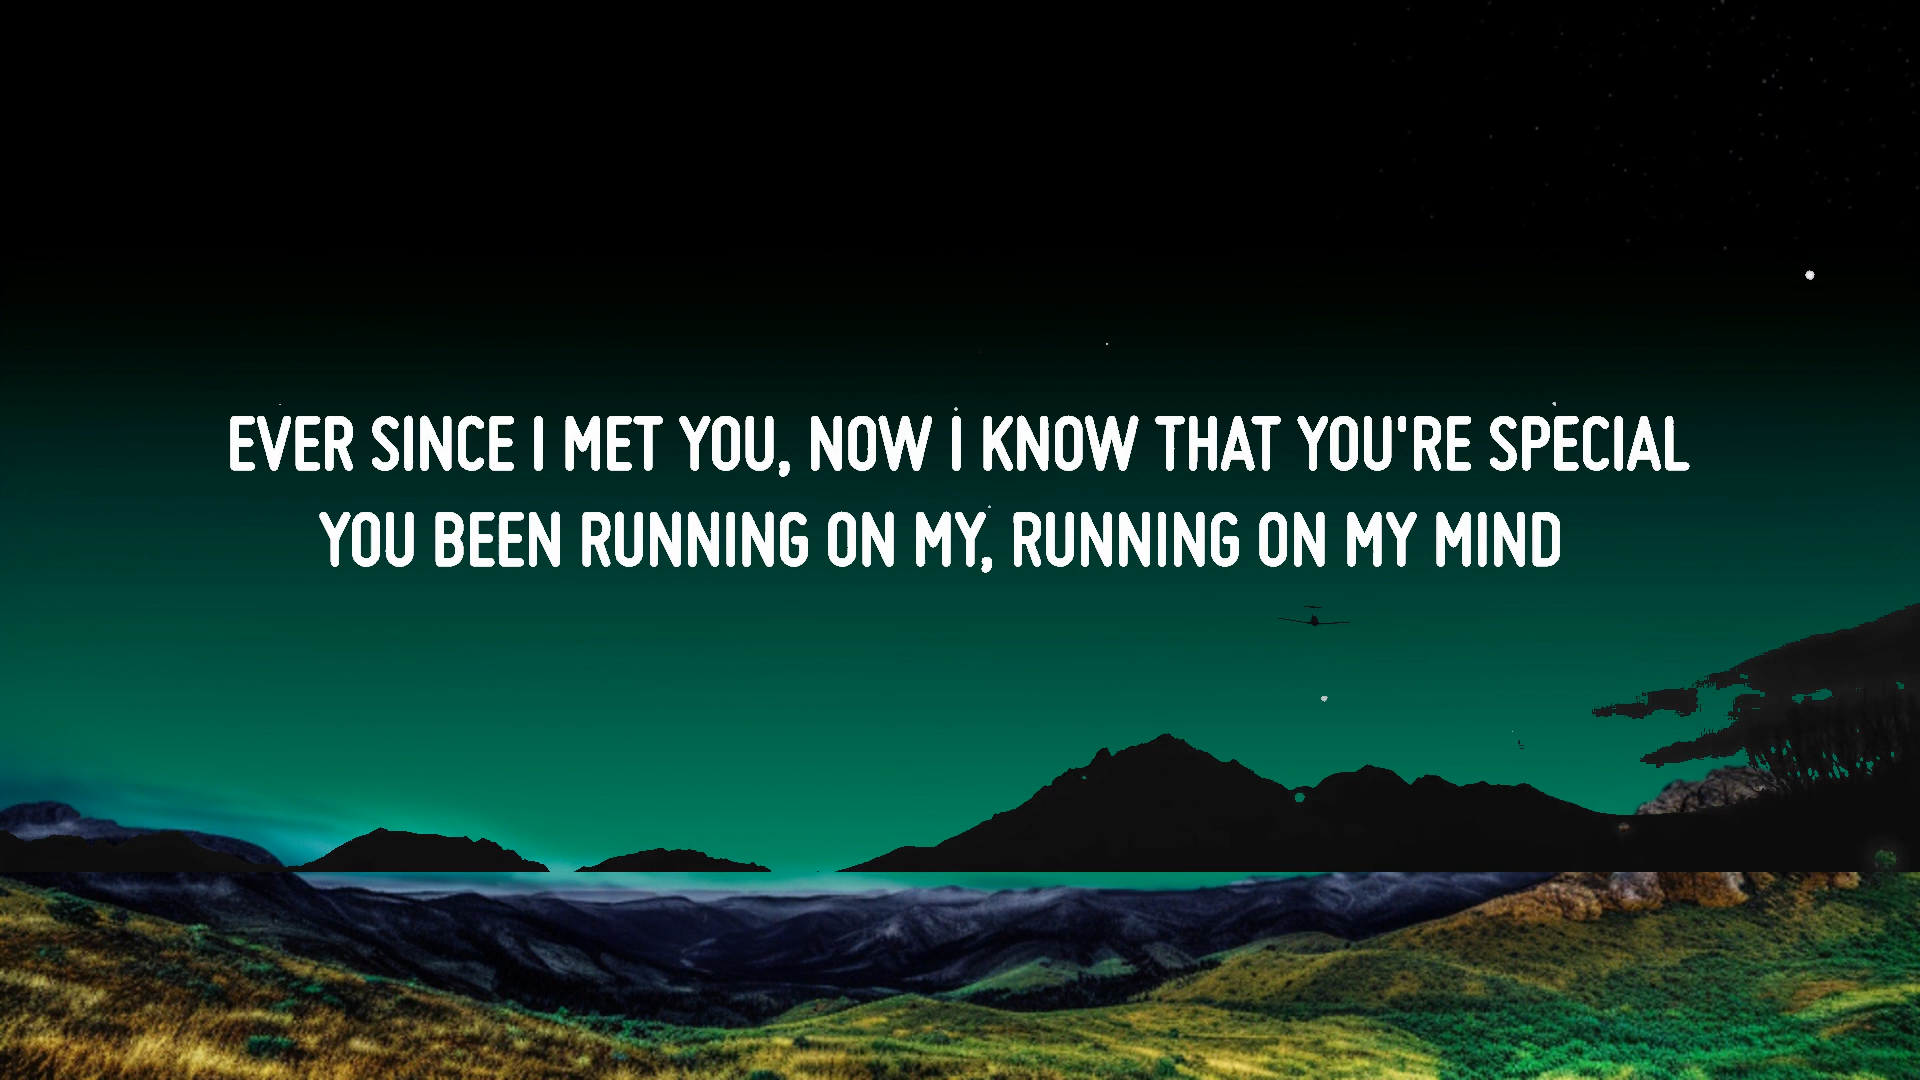 EVER SINCE I MET YOU, NOW I KNOW THAT YOU'RE SPECIAL
YOU BEEN RUNNING ON MY, RUNNING ON MY MIND